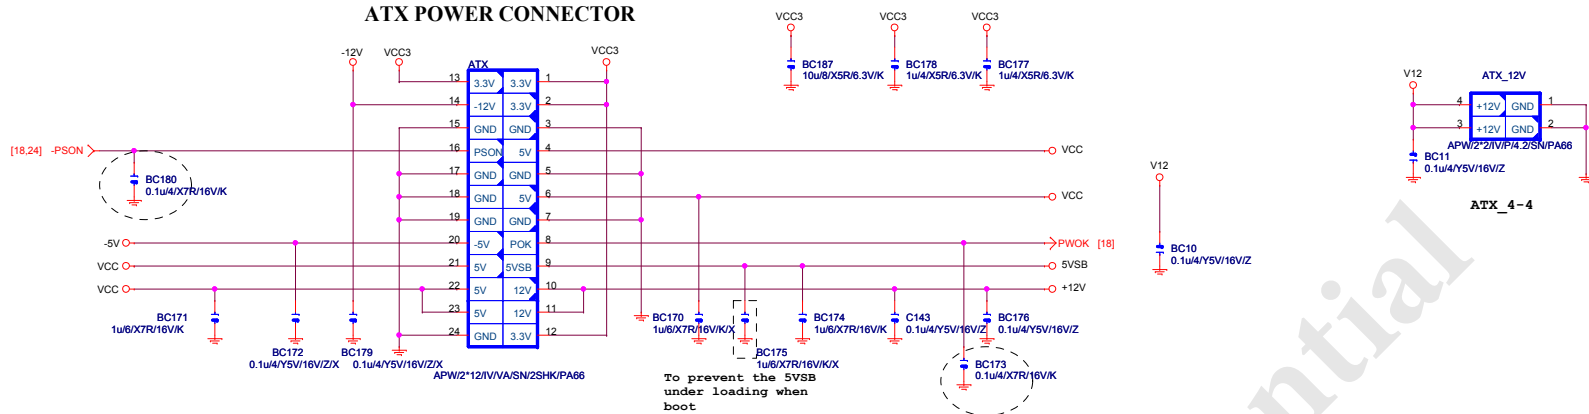 ATX POWER CONNECTOR
VCC3 VCC3 VCC3
-12V VCC3 VCC3
BC187
10u/8/X5R/6.3V/K
BC178
1u/4/X5R/6.3V/K
BC177
1u/4/X5R/6.3V/K
ATX
13 3.3V 3.3V 1
14 -12V 3.3V 2
15 GND GND 3
[18,24] -PSON 16 PSON 5V 4 VCC
17 GND GND 5
18 GND 5V 6 VCC
19 GND GND 7
-5V 20 -5V POK 8 PWOK [18]
VCC 21 5V 5VSB 9 5VSB
VCC 22 5V 12V 10 +12V
23 5V 12V 11
24 GND 3.3V 12
APW/2*12/IV/VA/SN/2SHK/PA66
BC180
0.1u/4/X7R/16V/K
BC171
1u/6/X7R/16V/K
BC172
0.1u/4/Y5V/16V/Z/X
BC179
0.1u/4/Y5V/16V/Z/X
BC170
1u/6/X7R/16V/K/X
BC175
1u/6/X7R/16V/K/X
BC174
1u/6/X7R/16V/K
C143
0.1u/4/Y5V/16V/Z
BC176
0.1u/4/Y5V/16V/Z
BC173
0.1u/4/X7R/16V/K
To prevent the 5VSB
under loading when
boot
V12
BC10
0.1u/4/Y5V/16V/Z
V12
ATX_12V
4 +12V GND 1
3 +12V GND 2
APW/2*2/IV/P/4.2/SN/PA66
BC11
0.1u/4/Y5V/16V/Z
ATX_4-4
ntial